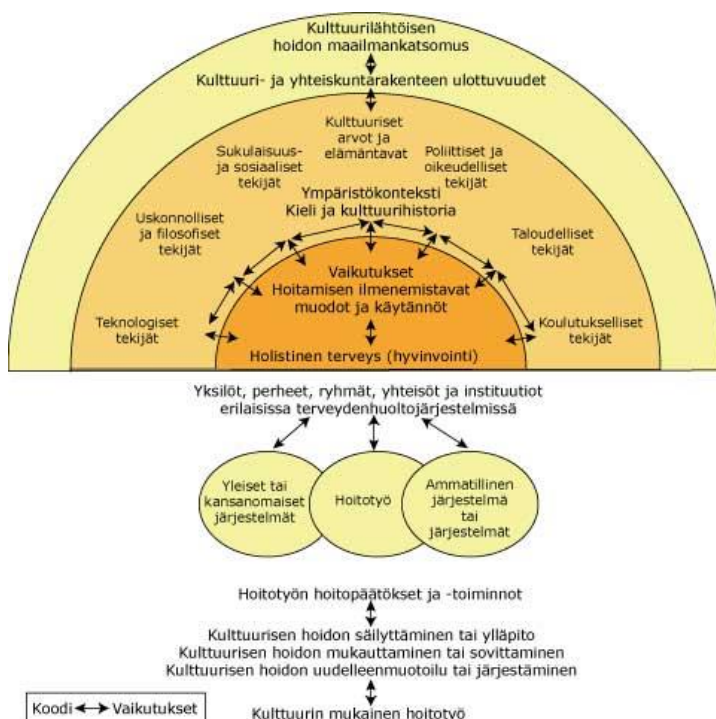 Kulttuurilähtöisen
hoidon maailmankatsomus
Kulttuuri- ja yhteiskuntarakenteen ulottuvuudet
Kulttuuriset
arvot ja
elämäntavat
Sukulaisuus-
ja sosiaaliset
tekijät
Poliittiset ja
oikeudelliset
tekijät
Ympäristökonteksti
Kieli ja kulttuurihistoria
Uskonnolliset
ja filosofiset
tekijät
Taloudelliset
tekijät
Vaikutukset
Hoitamisen ilmenemistavat
muodot ja käytännöt
Teknologiset
tekijät
Koulutukselliset
tekijät
Holistinen terveys (hyvinvointi)
Yksilöt, perheet, ryhmät, yhteisöt ja instituutiot
erilaisissa terveydenhuoltojärjestelmissä
Yleiset tai
kansanomaiset
järjestelmät
Hoitotyö
Ammatillinen
järjestelmä
tai
järjestelmät
Hoitotyön hoitopäätökset ja -toiminnot
Kulttuurisen hoidon säilyttäminen tai ylläpito
Kulttuurisen hoidon mukauttaminen tai sovittaminen
Kulttuurisen hoidon uudelleenmuotoilu tai järjestäminen
Koodi Vaikutukset
Kulttuurin mukainen hoitotyö